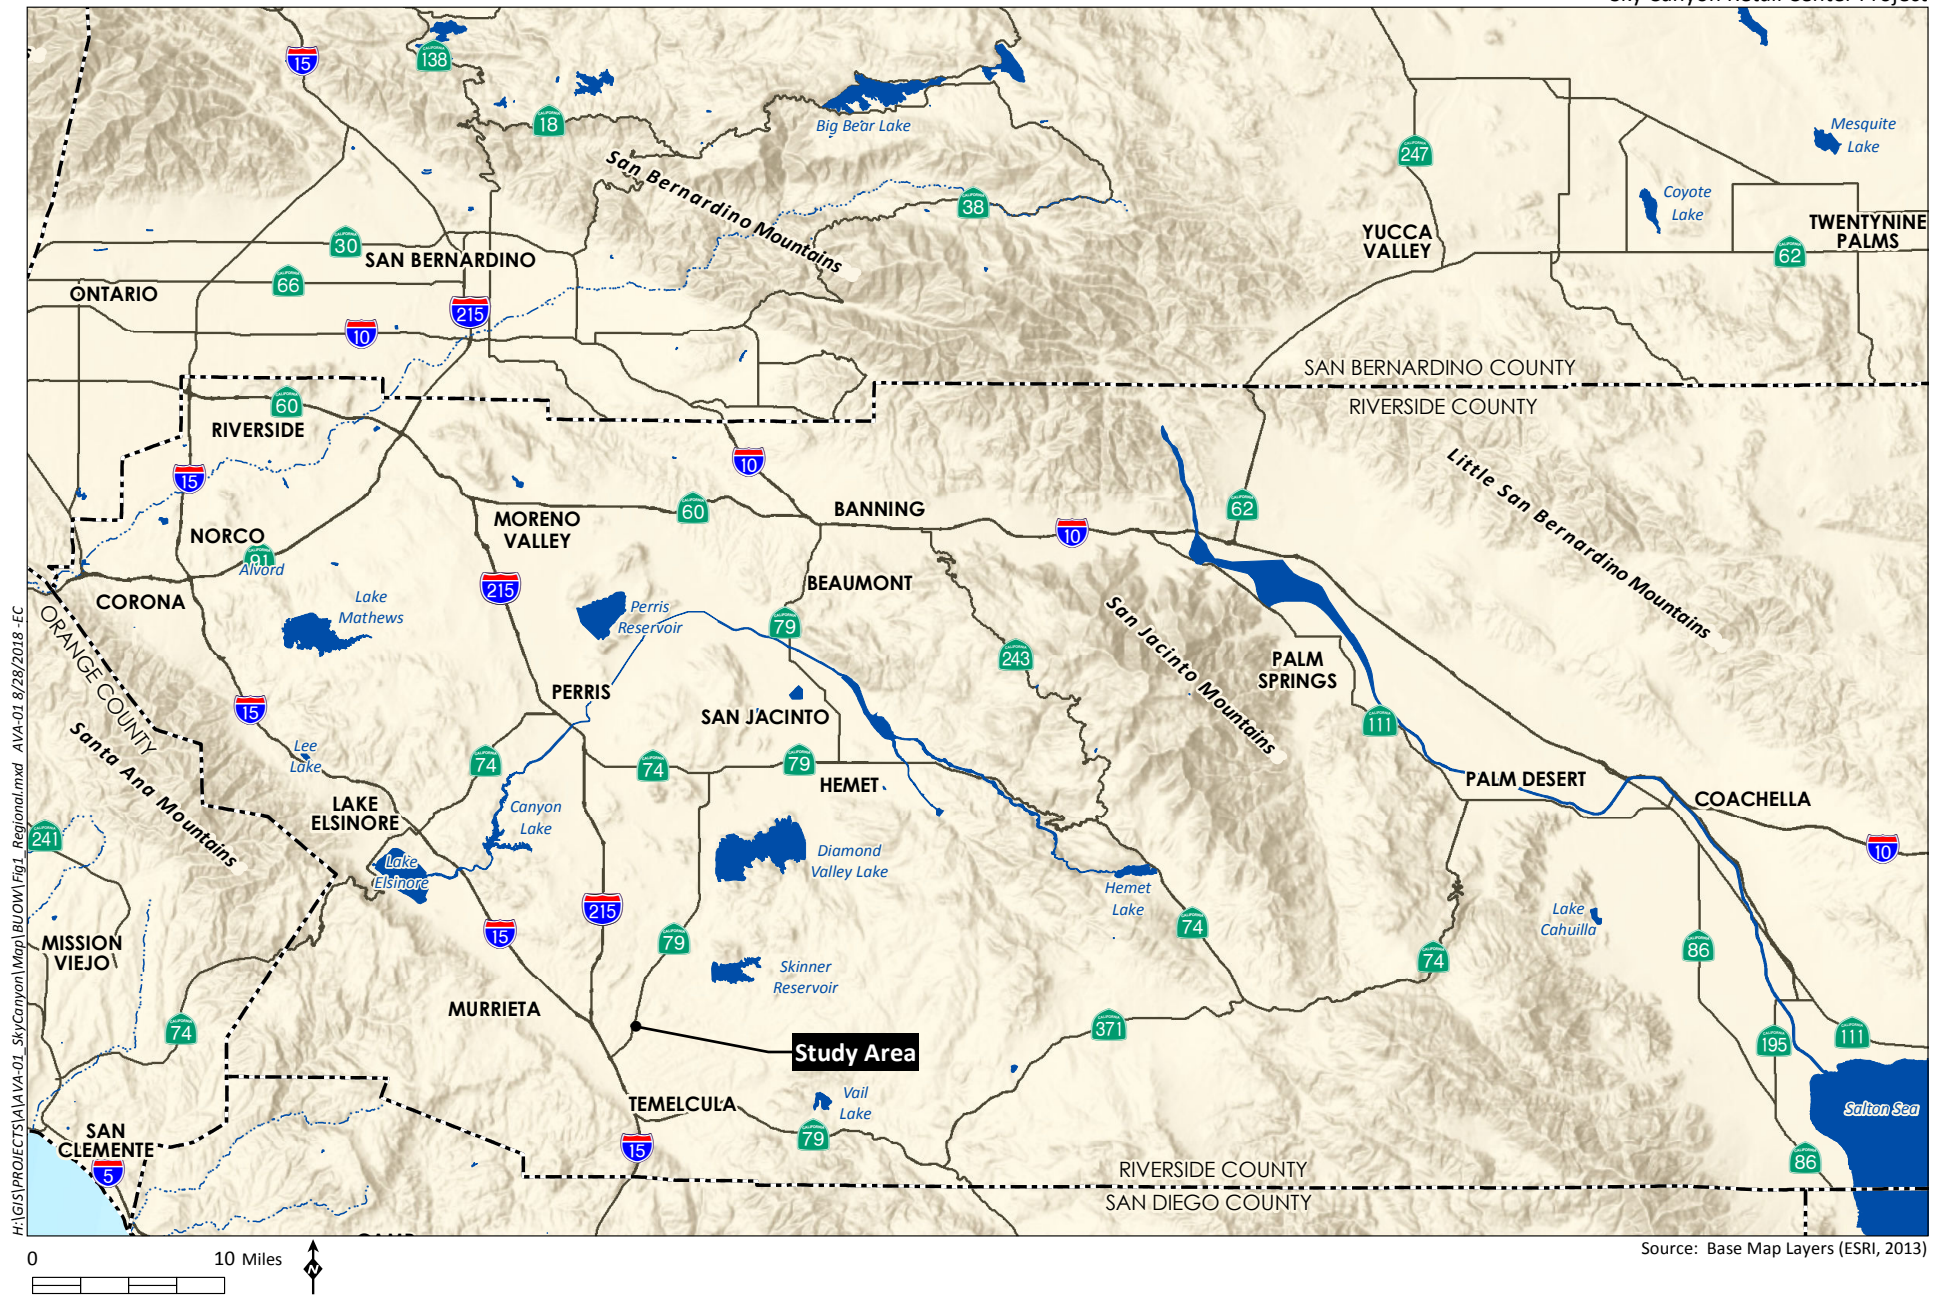 Sky Canyon Retail Center Project
15
138
18
Big Bear Lake
247
Mesquite
Lake
San Bernardino Mountains
38
Coyote
Lake
30
SAN BERNARDINO
YUCCA
VALLEY
TWENTYNINE
PALMS
62
66
ONTARIO
215
10
SAN BERNARDINO COUNTY
RIVERSIDE COUNTY
60
RIVERSIDE
15
10
Little San Bernardino Mountains
MORENO
VALLEY
60
BANNING
62
10
NORCO
91
Alvord
CORONA
215
BEAUMONT
Lake
Mathews
Perris
Reservoir
79
San Jacinto Mountains
243
PALM
SPRINGS
ORANGE COUNTY
15
PERRIS
SAN JACINTO
111
Santa Ana Mountains
Lee
Lake
74
74
79
HEMET
PALM DESERT
COACHELLA
LAKE
ELSINORE
Canyon
Lake
241
Lake
Elsinore
Diamond
Valley Lake
10
Hemet
Lake
Lake
Cahuilla
215
15
79
74
74
86
MISSION
VIEJO
Skinner
Reservoir
MURRIETA
74
371
195
111
Study Area
TEMELCULA
Vail
Lake
79
Salton Sea
SAN
CLEMENTE
5
15
86
RIVERSIDE COUNTY
SAN DIEGO COUNTY
H:\GIS\PROJECTS\A\AVA-01_SkyCanyon\Map\BUOW\Fig1_Regional.mxd AVA-01 8/28/2018 -EC
0 10 Miles
N
Source: Base Map Layers (ESRI, 2013)